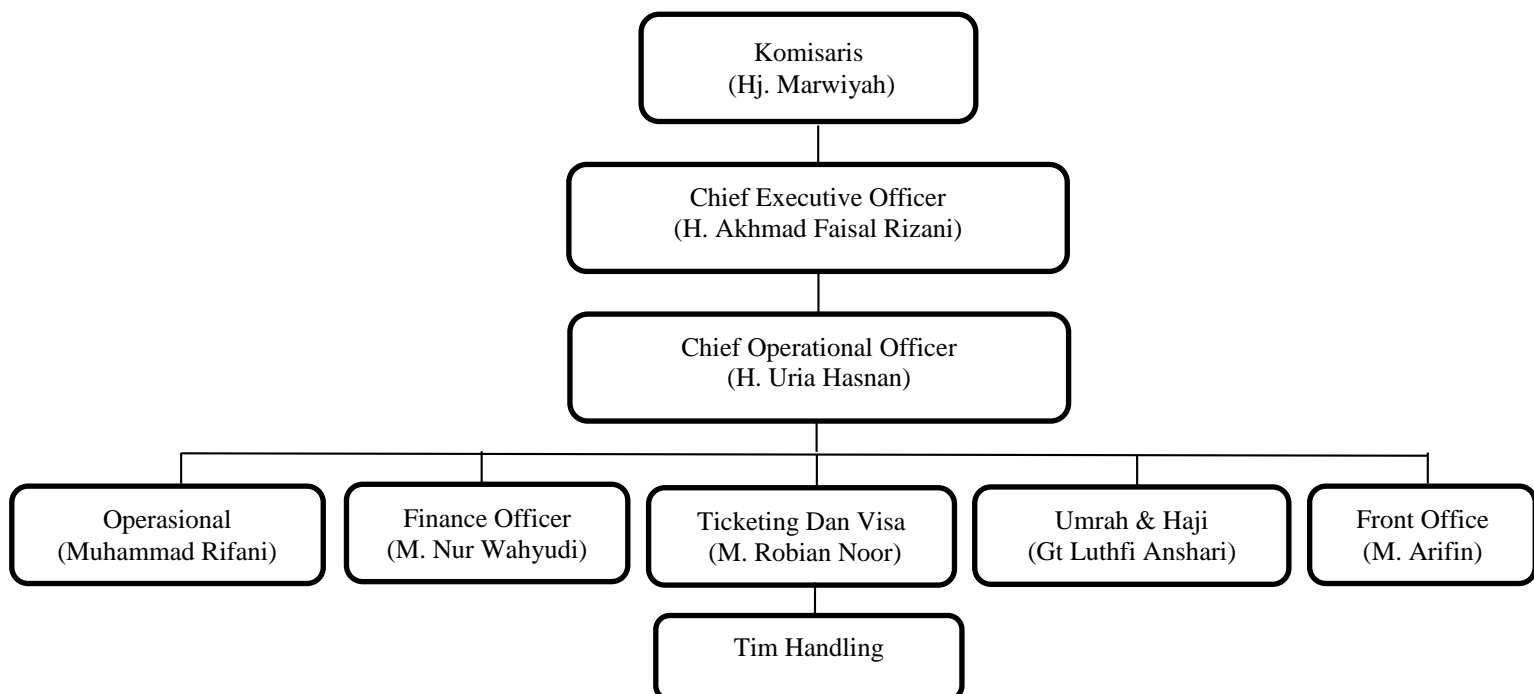 Komisaris
(Hj. Marwiyah)
Chief Executive Officer
(H. Akhmad Faisal Rizani)
Chief Operational Officer
(H. Uria Hasnan)
Operasional
(Muhammad Rifani)
Finance Officer
(M. Nur Wahyudi)
Ticketing Dan Visa
(M. Robian Noor)
Umrah & Haji
(Gt Luthfi Anshari)
Front Office
(M. Arifin)
Tim Handling